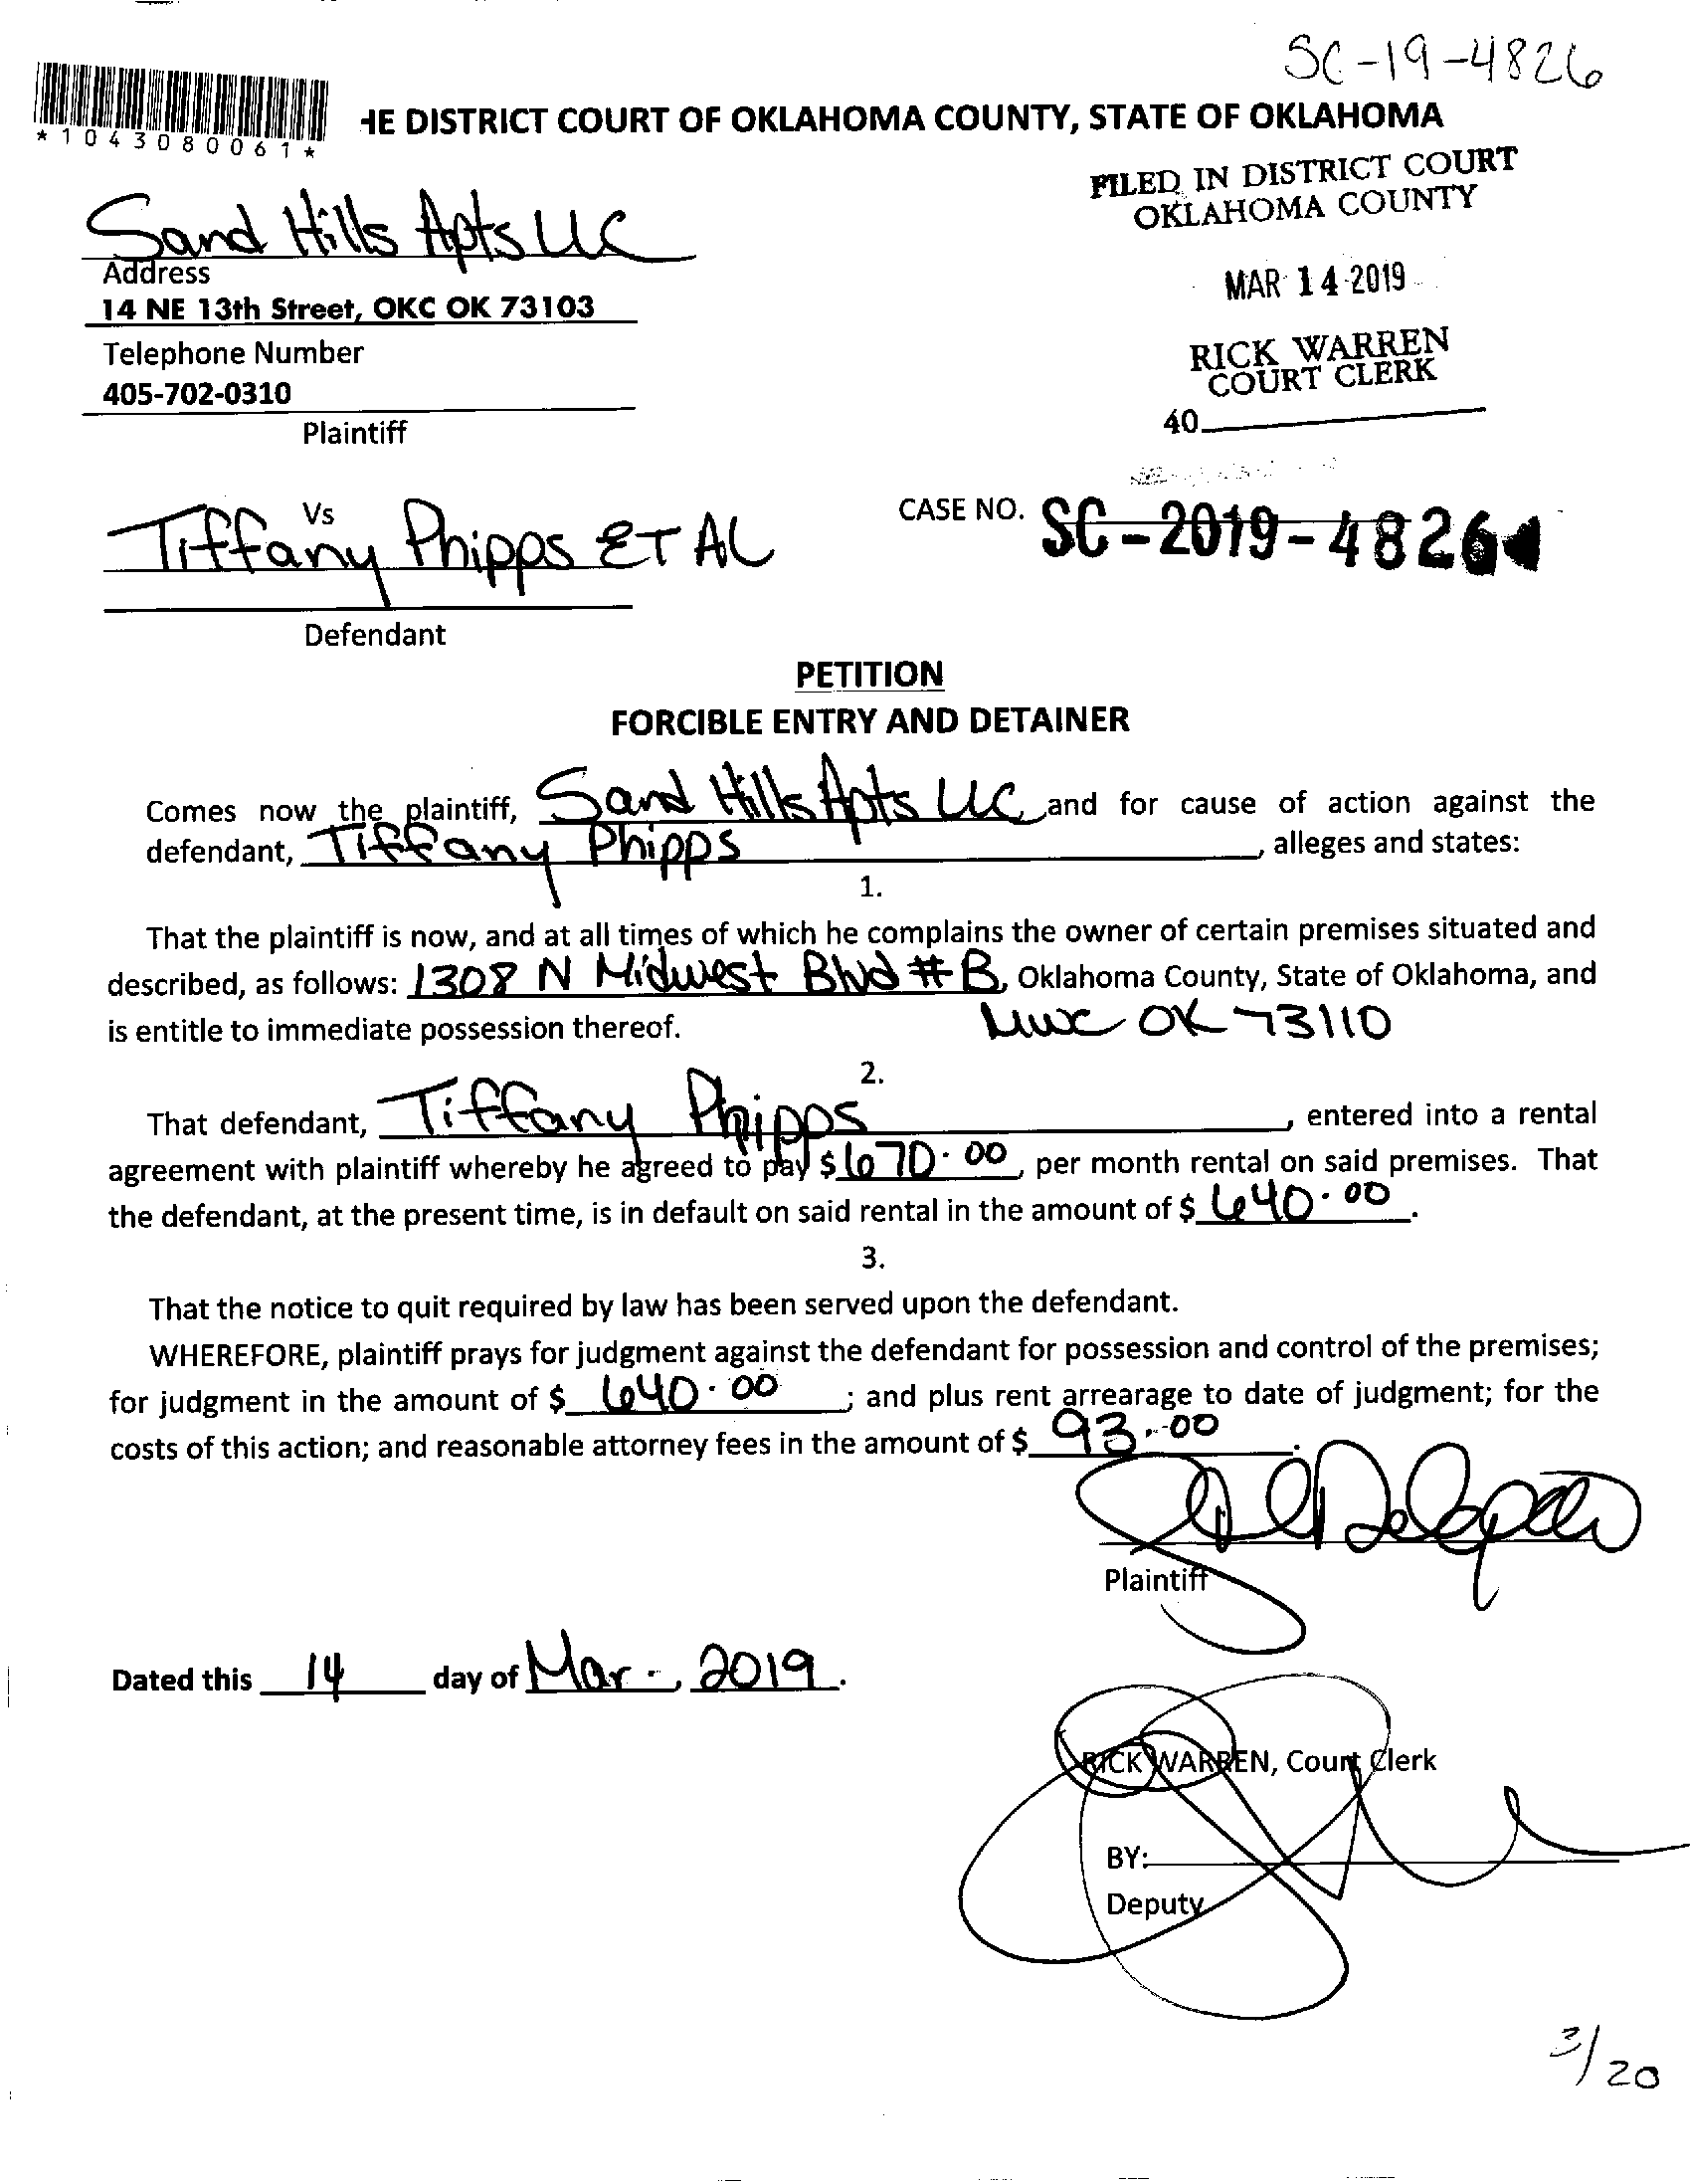 SC-19-4826
*1043080061*
HE DISTRICT COURT OF OKLAHOMA COUNTY, STATE OF OKLAHOMA
FILED IN DISTRICT COURT
OKLAHOMA COUNTY
MAR 14 2019
RICK WARREN
COURT CLERK
40
Sand Hills Apts LLC
Address
14 NE 13th Street, OKC OK 73103
Telephone Number
405-702-0310
Plaintiff
Vs
Tiffany Phipps ET AL
Defendant
CASE NO. SC-2019-4826
PETITION
FORCIBLE ENTRY AND DETAINER
Comes now the plaintiff, Sand Hills Apts LLC, and for cause of action against the
defendant, Tiffany Phipps, alleges and states:
1.
That the plaintiff is now, and at all times of which he complains the owner of certain premises situated and
described, as follows: 1308 N Midwest Blvd #B, Oklahoma County, State of Oklahoma, and
is entitle to immediate possession thereof. MWC OK 73110
2.
That defendant, Tiffany Phipps, entered into a rental
agreement with plaintiff whereby he agreed to pay $670.00, per month rental on said premises. That
the defendant, at the present time, is in default on said rental in the amount of $640.00.
3.
That the notice to quit required by law has been served upon the defendant.
WHEREFORE, plaintiff prays for judgment against the defendant for possession and control of the premises;
for judgment in the amount of $640.00; and plus rent arrearage to date of judgment; for the
costs of this action; and reasonable attorney fees in the amount of $93.00.
Plaintiff
Dated this 14 day of Mar., 2019.
RICK WARREN, Court Clerk
BY:
Deputy
3/20